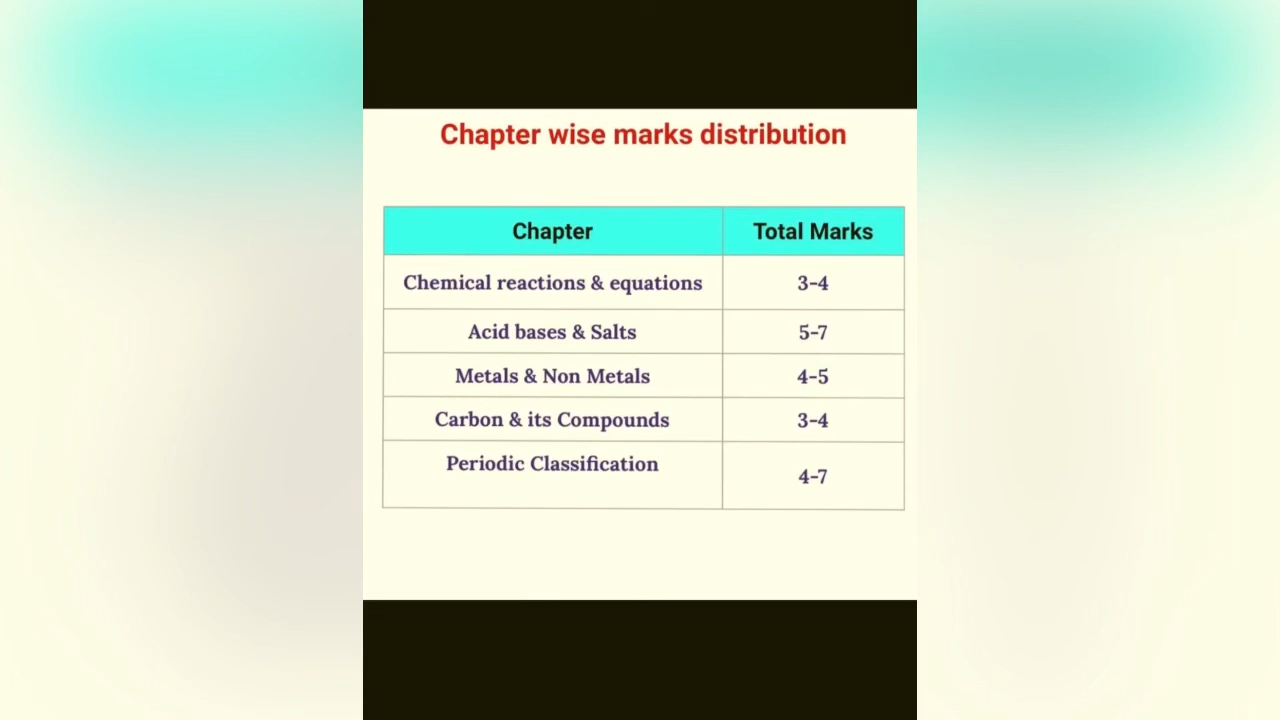 Chapter wise marks distribution
Chapter Total Marks
Chemical reactions & equations 3-4
Acid bases & Salts 5-7
Metals & Non Metals 4-5
Carbon & its Compounds 3-4
Periodic Classification 4-7